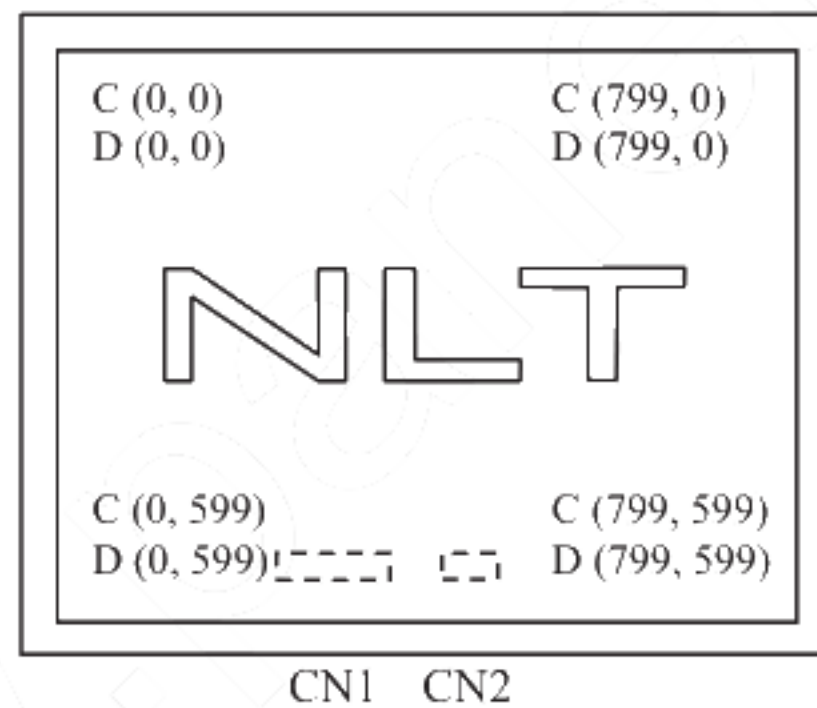 C (0, 0)
C (799, 0)
D (0, 0)
D (799, 0)
NLT
C (0, 599)
C (799, 599)
D (0, 599)
D (799, 599)
CN1
CN2